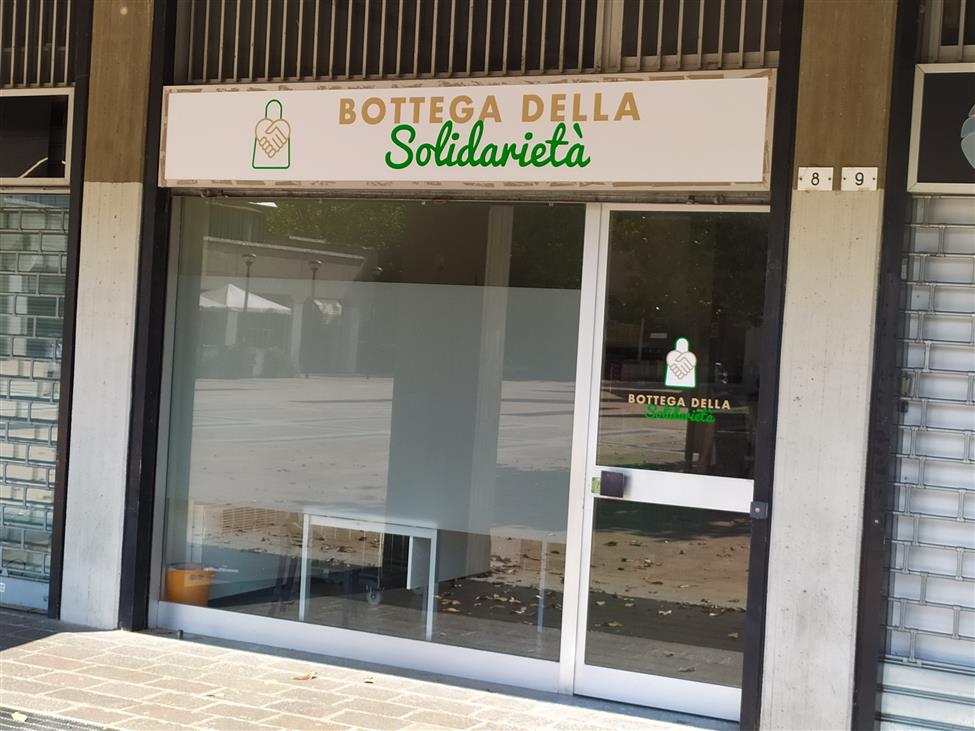 BOTTEGA DELLA
Solidarietà
8 9
BOTTEGA DELLA
Solidarietà